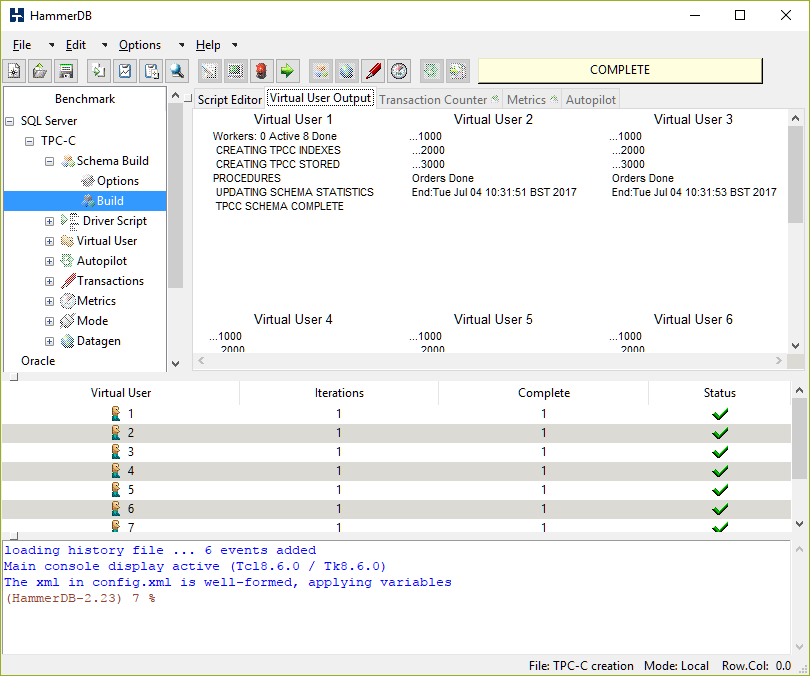 HammerDB
File Edit Options Help
COMPLETE
Benchmark
SQL Server
TPC-C
Schema Build
Options
Build
Driver Script
Virtual User
Autopilot
Transactions
Metrics
Mode
Datagen
Oracle
Script Editor Virtual User Output Transaction Counter Metrics Autopilot
Virtual User 1
Workers: 0 Active 8 Done
CREATING TPCC INDEXES
CREATING TPCC STORED
PROCEDURES
UPDATING SCHEMA STATISTICS
TPCC SCHEMA COMPLETE
Virtual User 2
...1000
...2000
...3000
Orders Done
End:Tue Jul 04 10:31:51 BST 2017
Virtual User 3
...1000
...2000
...3000
Orders Done
End:Tue Jul 04 10:31:53 BST 2017
Virtual User 4
...1000
...2000
Virtual User 5
...1000
...2000
Virtual User 6
...1000
...2000
Virtual User Iterations Complete Status
1 1 1
2 1 1
3 1 1
4 1 1
5 1 1
6 1 1
7 1 1
loading history file ... 6 events added
Main console display active (Tcl8.6.0 / Tk8.6.0)
The xml in config.xml is well-formed, applying variables
(HammerDB-2.23) 7 %
File: TPC-C creation Mode: Local Row.Col: 0.0